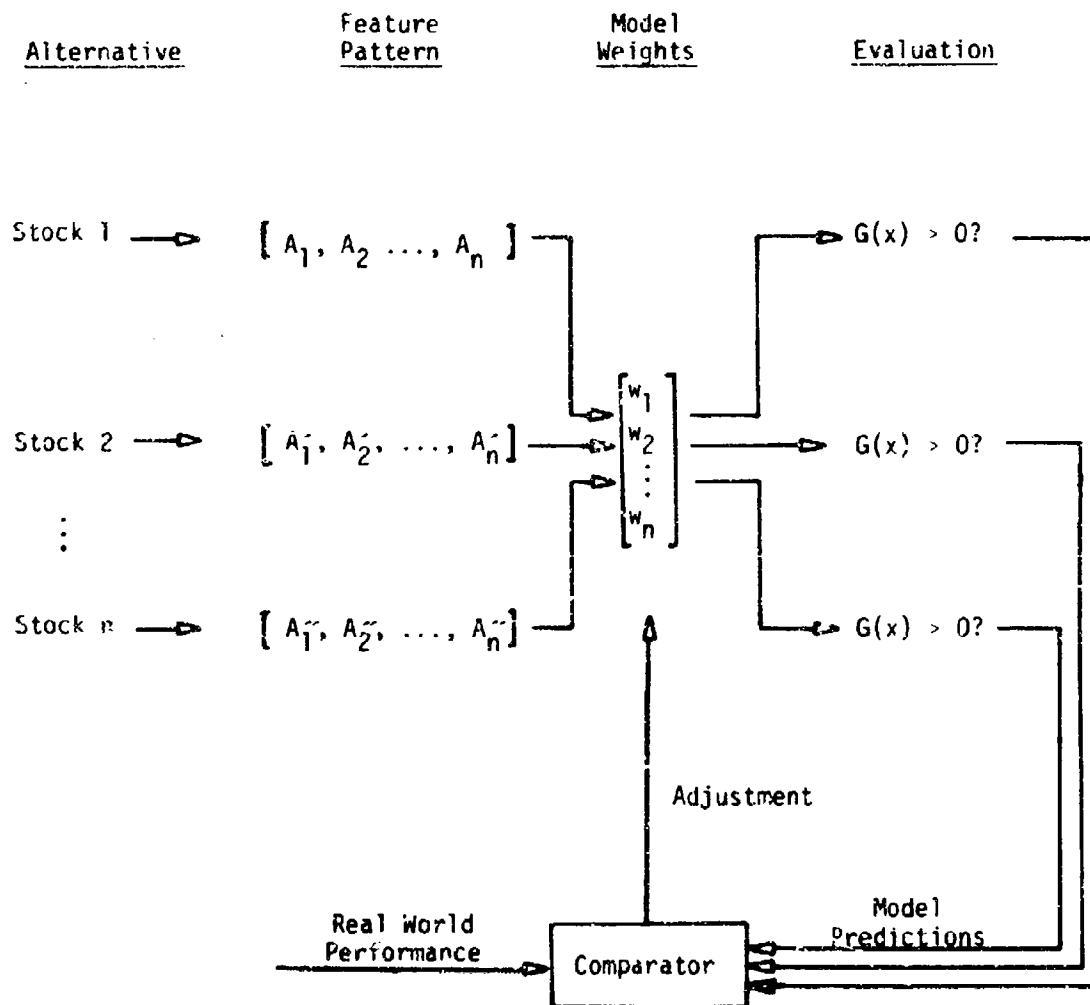 Alternative
Feature
Pattern
Model
Weights
Evaluation
Stock 1
[ A1, A2 ..., An ]
G(x) > 0?
Stock 2
[ A1´, A2´, ..., An´]
G(x) > 0?
⋮
w1
w2
⋮
wn
Stock n
[ A1˝, A2˝, ..., An˝]
G(x) > 0?
Adjustment
Real World
Performance
Comparator
Model
Predictions